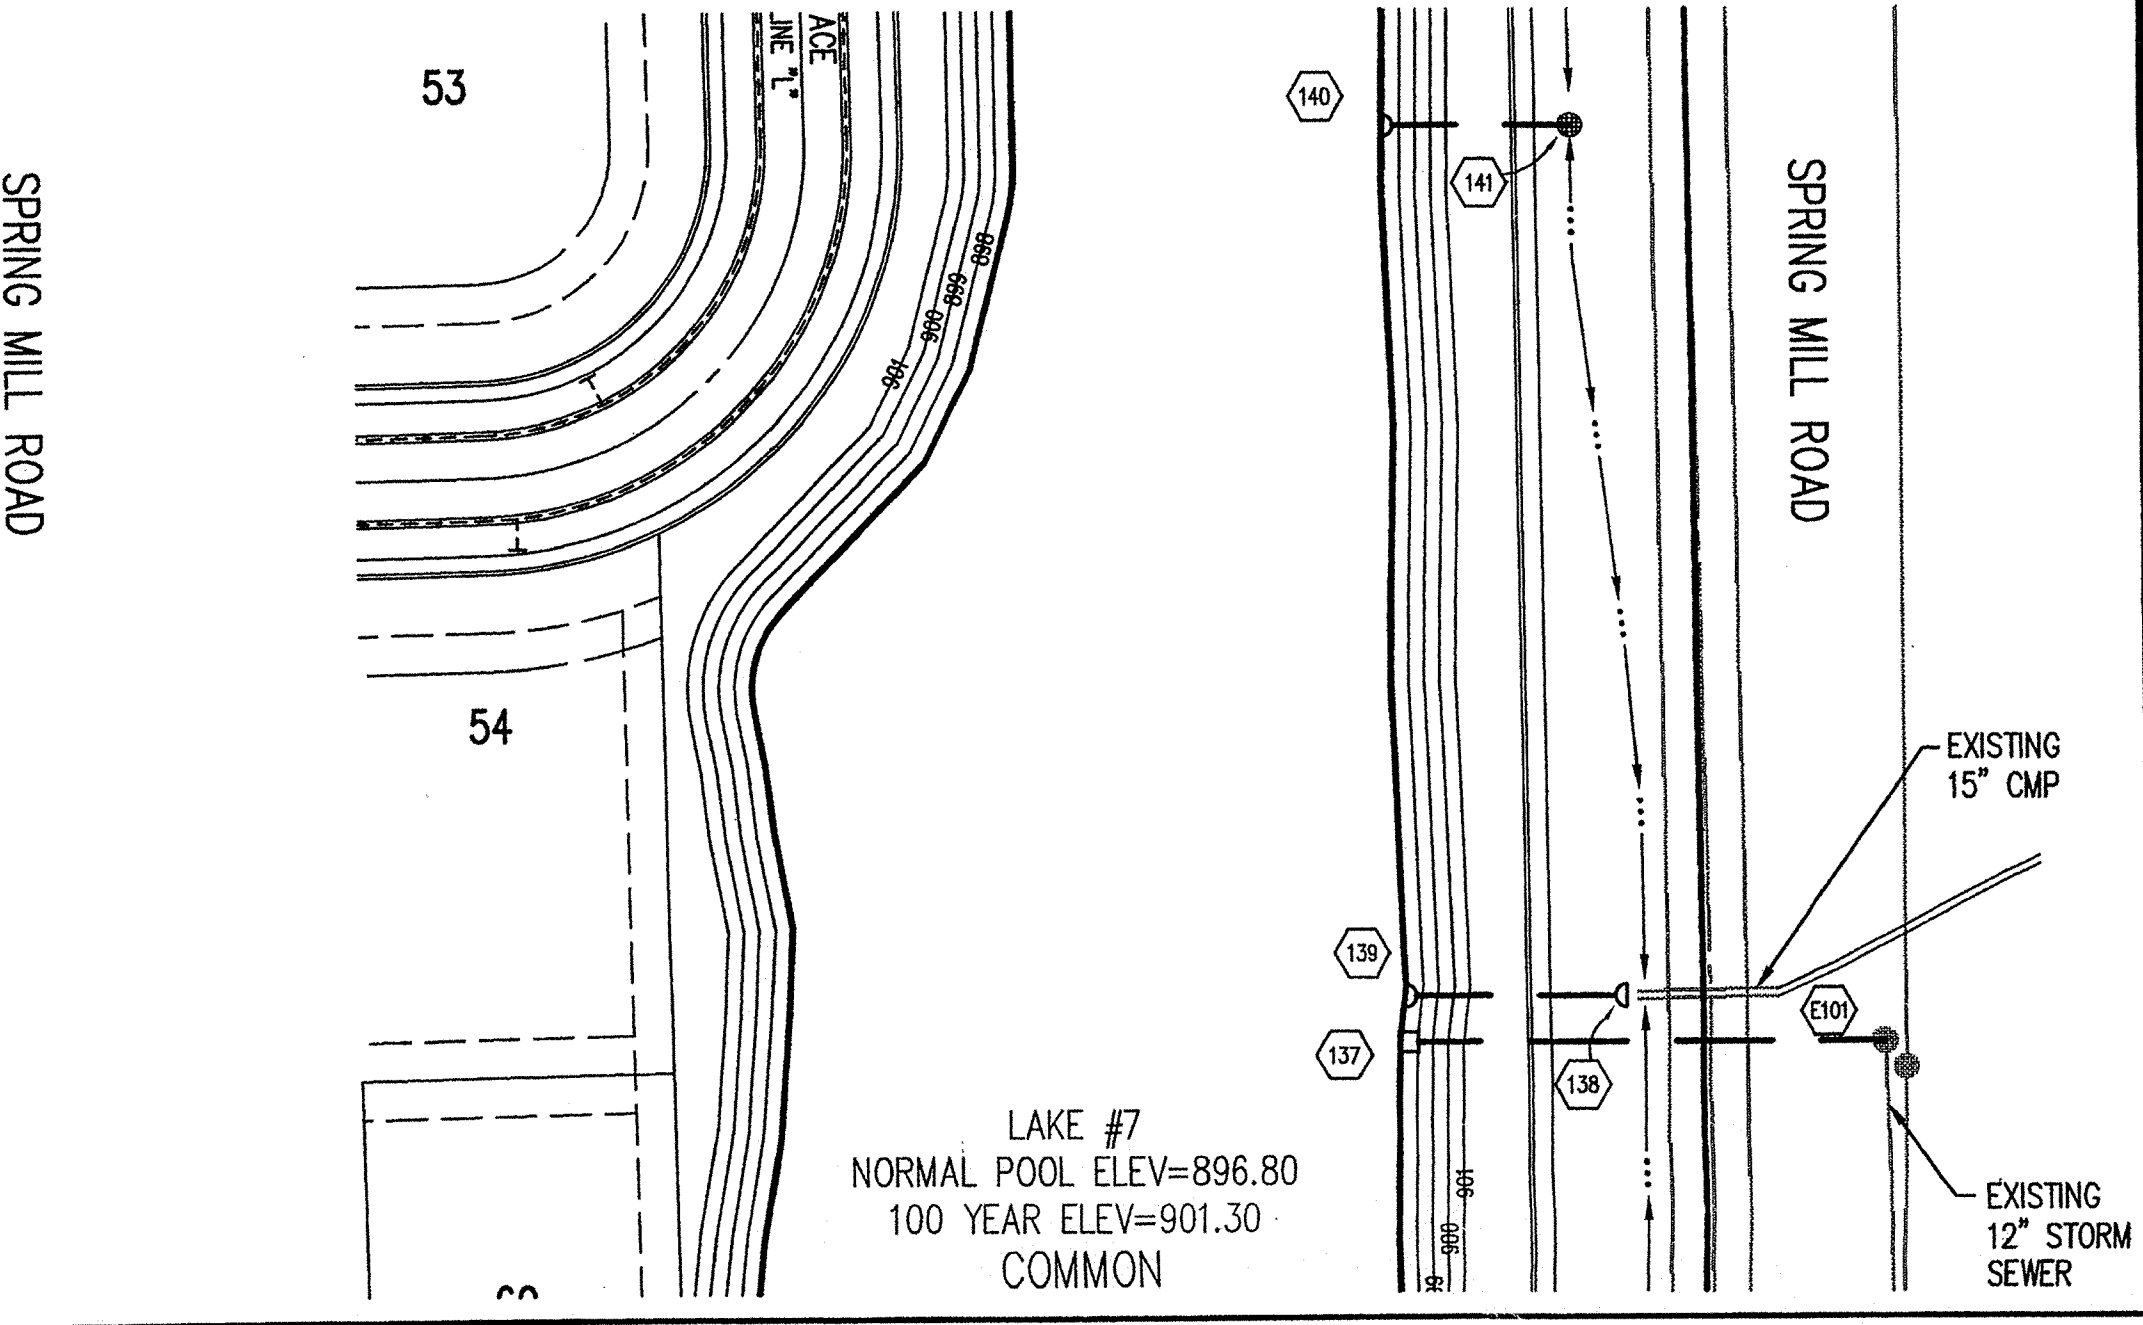 53
ACE
LINE "L"
140
141
SPRING MILL ROAD
SPRING MILL ROAD
898
899
900
901
54
EXISTING
15" CMP
139
E101
137
138
LAKE #7
NORMAL POOL ELEV=896.80
100 YEAR ELEV=901.30
COMMON
901
900
EXISTING
12" STORM
SEWER